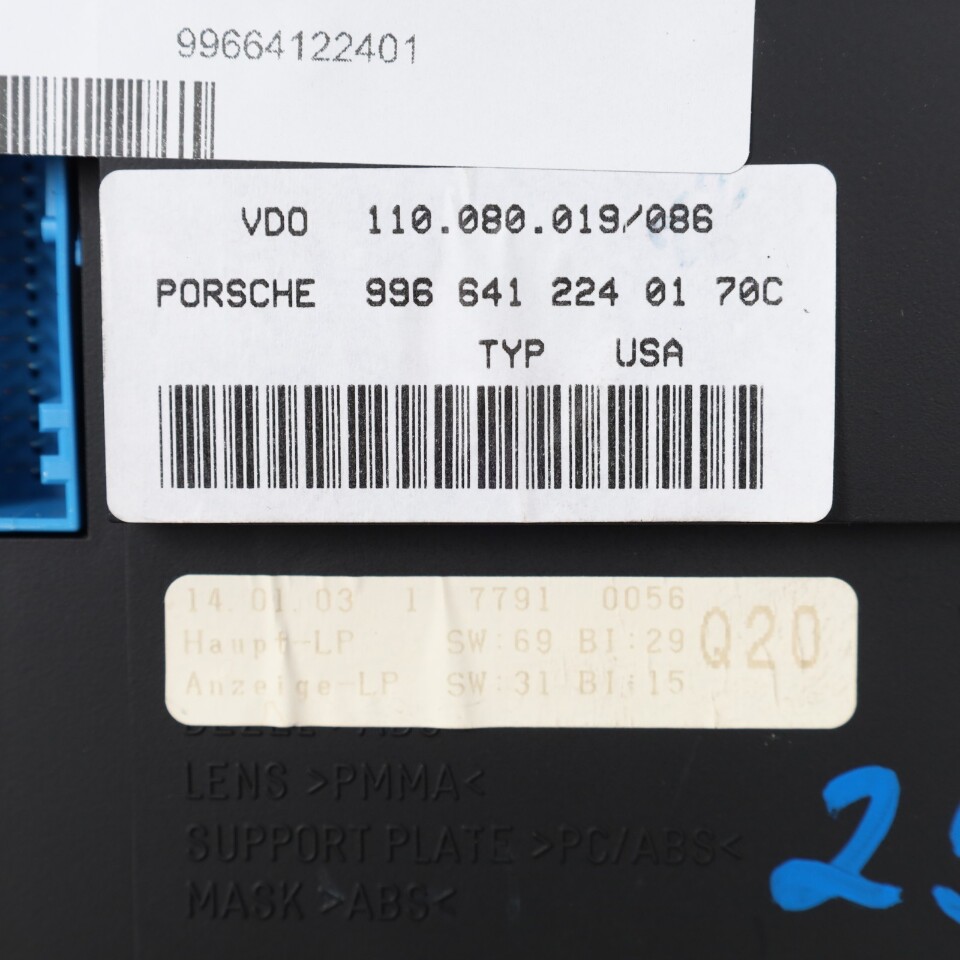 99664122401
VDO 110.080.019/086
PORSCHE 996 641 224 01 70C
TYP USA
14.01.03 1 7791 0056
Haupt-LP SW:69 BI:29
Q20
Anzeige-LP SW:31 BI:15
LENS >PMMA<
SUPPORT PLATE >PC/ABS<
MASK >ABS<
2